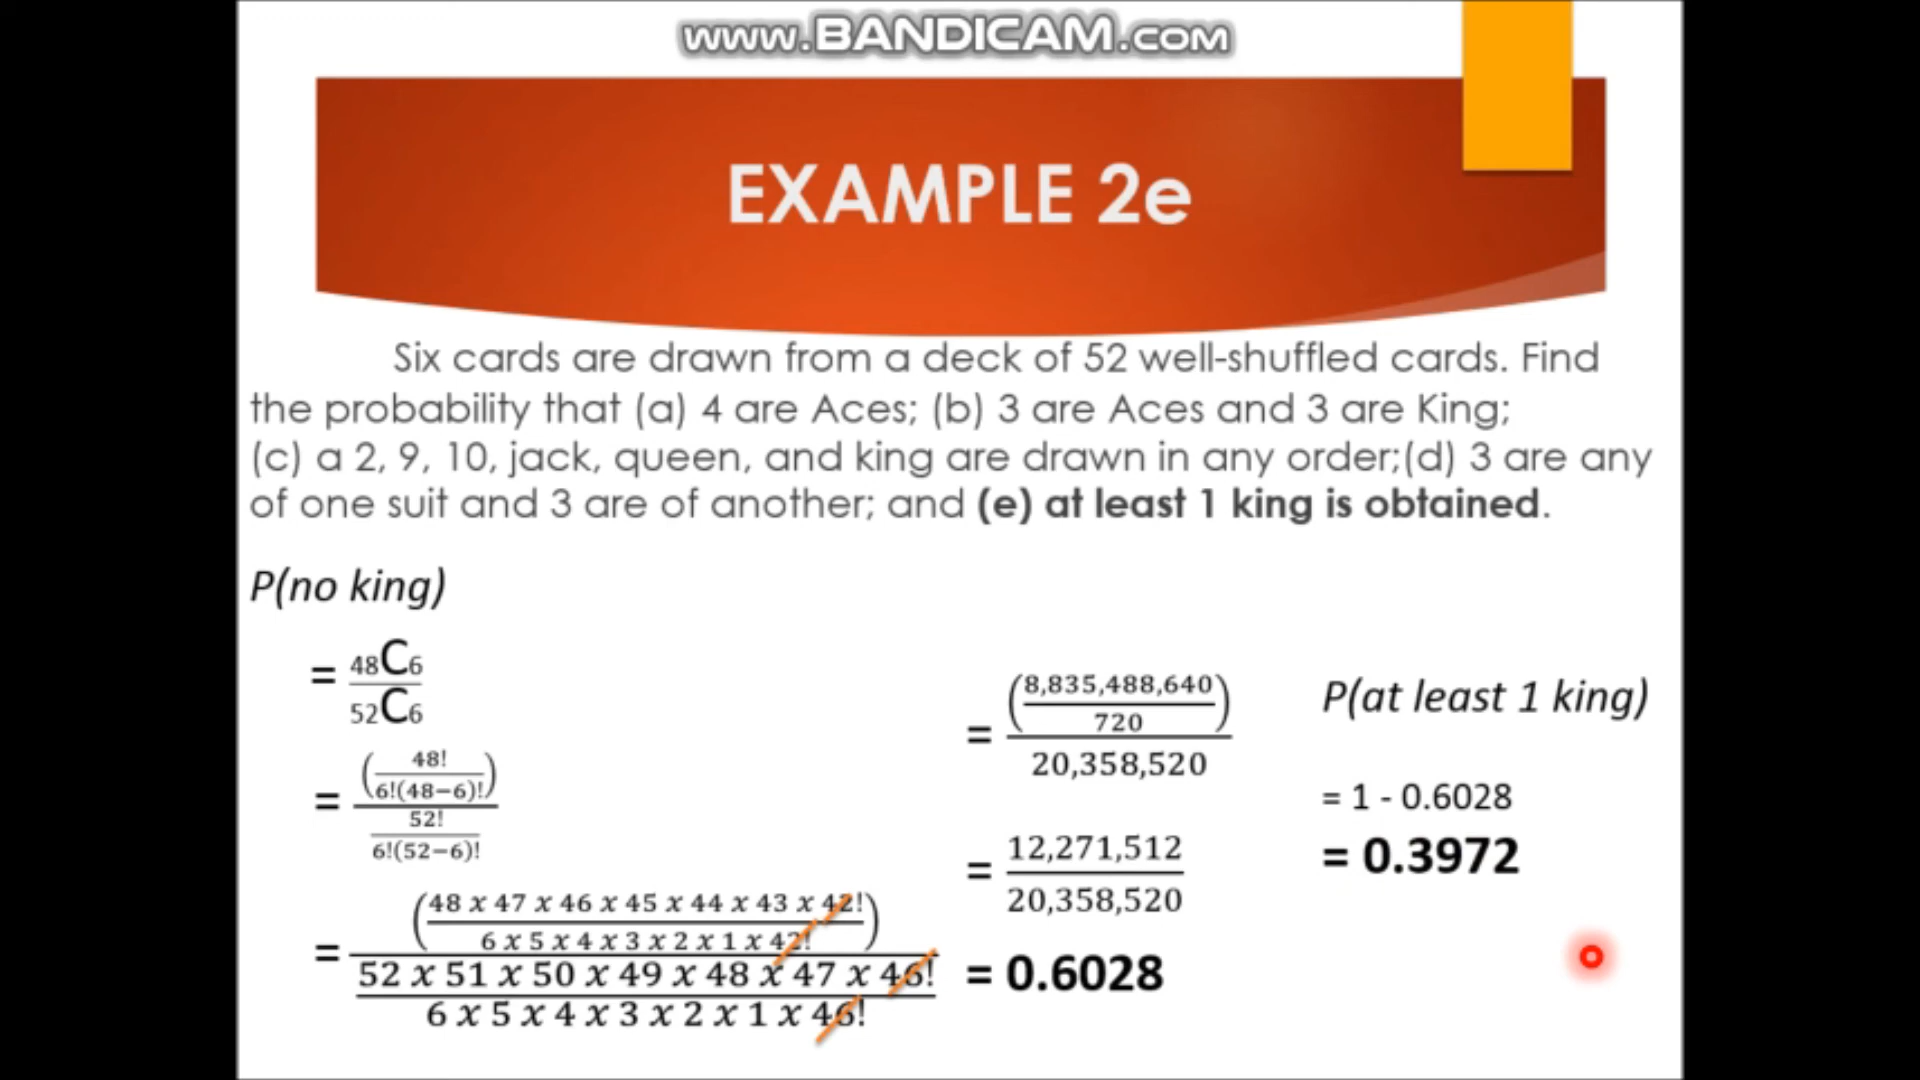 www.BANDICAM.com
EXAMPLE 2e
Six cards are drawn from a deck of 52 well-shuffled cards. Find
the probability that (a) 4 are Aces; (b) 3 are Aces and 3 are King;
(c) a 2, 9, 10, jack, queen, and king are drawn in any order;(d) 3 are any
of one suit and 3 are of another; and (e) at least 1 king is obtained.
P(no king)
= 48C6
52C6
= (48!
6!(48−6)!)
52!
6!(52−6)!
= (48 x 47 x 46 x 45 x 44 x 43 x 42!
6 x 5 x 4 x 3 x 2 x 1 x 42!)
52 x 51 x 50 x 49 x 48 x 47 x 46!
6 x 5 x 4 x 3 x 2 x 1 x 46!
= (8,835,488,640
720)
20,358,520
= 12,271,512
20,358,520
= 0.6028
P(at least 1 king)
= 1 - 0.6028
= 0.3972